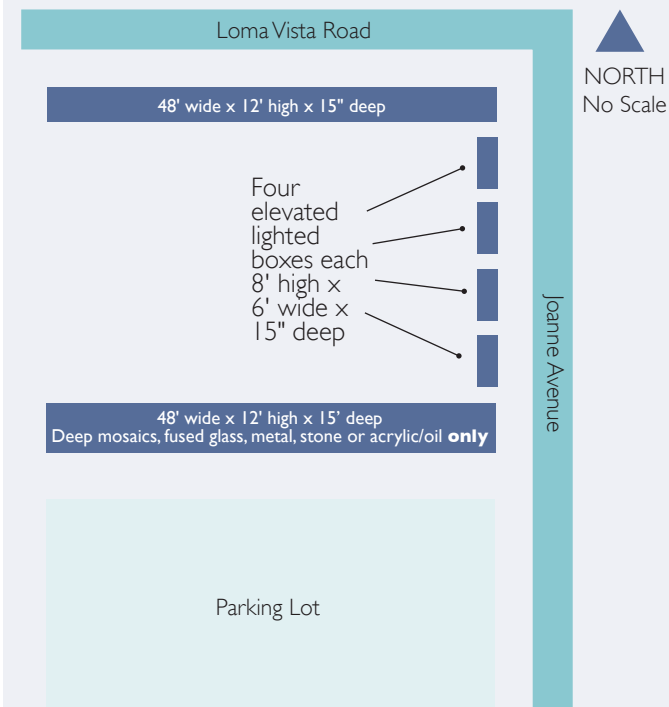 Loma Vista Road
NORTH
No Scale
48' wide x 12' high x 15" deep
Four
elevated
lighted
boxes each
8' high x
6' wide x
15" deep
Joanne Avenue
48' wide x 12' high x 15’ deep
Deep mosaics, fused glass, metal, stone or acrylic/oil only
Parking Lot